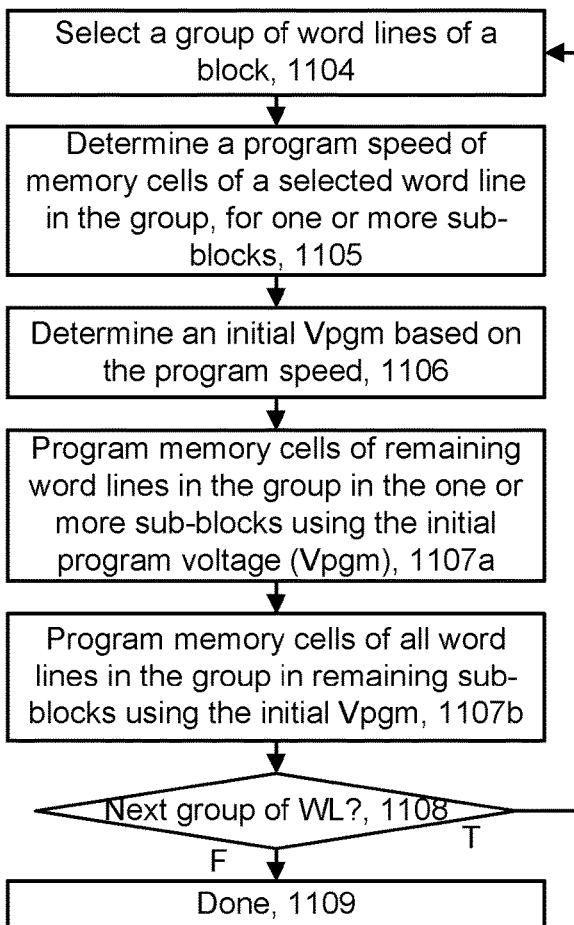 Select a group of word lines of a
block, 1104
Determine a program speed of
memory cells of a selected word line
in the group, for one or more sub-
blocks, 1105
Determine an initial Vpgm based on
the program speed, 1106
Program memory cells of remaining
word lines in the group in the one or
more sub-blocks using the initial
program voltage (Vpgm), 1107a
Program memory cells of all word
lines in the group in remaining sub-
blocks using the initial Vpgm, 1107b
Next group of WL?, 1108
T
F
Done, 1109